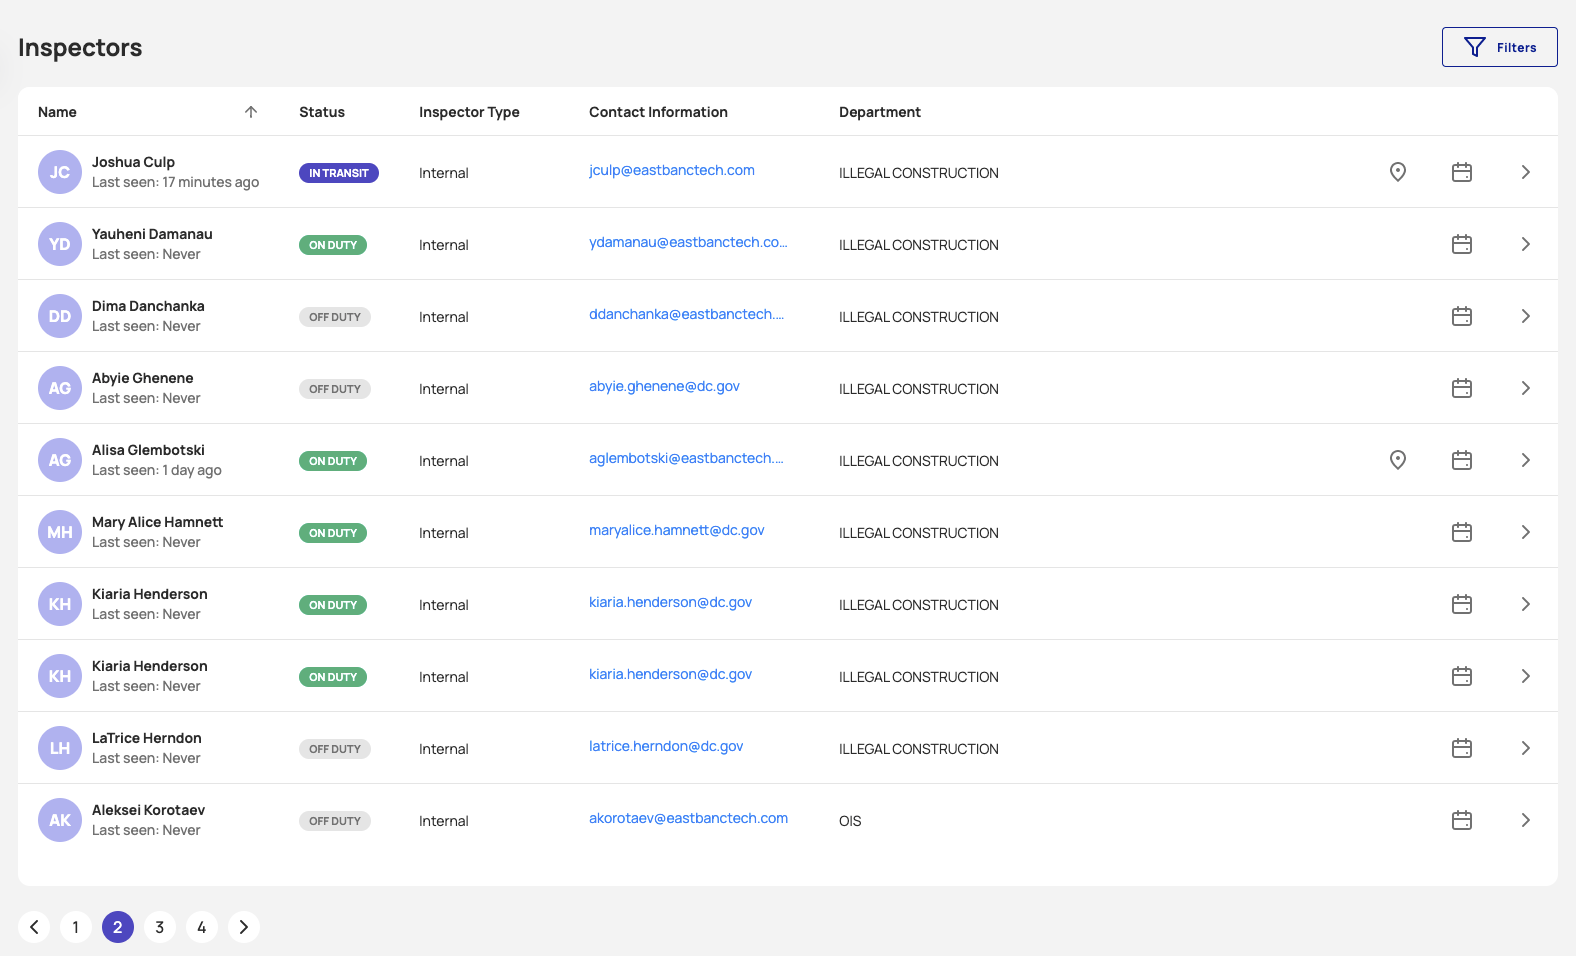 Inspectors
Filters
Name Status Inspector Type Contact Information Department
JC Joshua Culp
Last seen: 17 minutes ago
IN TRANSIT Internal jculp@eastbanctech.com ILLEGAL CONSTRUCTION
YD Yauheni Damanau
Last seen: Never
ON DUTY Internal ydamanau@eastbanctech.co... ILLEGAL CONSTRUCTION
DD Dima Danchanka
Last seen: Never
OFF DUTY Internal ddanchanka@eastbanctech.... ILLEGAL CONSTRUCTION
AG Abyie Ghenene
Last seen: Never
OFF DUTY Internal abyie.ghenene@dc.gov ILLEGAL CONSTRUCTION
AG Alisa Glembotski
Last seen: 1 day ago
ON DUTY Internal aglembotski@eastbanctech.... ILLEGAL CONSTRUCTION
MH Mary Alice Hamnett
Last seen: Never
ON DUTY Internal maryalice.hamnett@dc.gov ILLEGAL CONSTRUCTION
KH Kiaria Henderson
Last seen: Never
ON DUTY Internal kiaria.henderson@dc.gov ILLEGAL CONSTRUCTION
KH Kiaria Henderson
Last seen: Never
ON DUTY Internal kiaria.henderson@dc.gov ILLEGAL CONSTRUCTION
LH LaTrice Herndon
Last seen: Never
OFF DUTY Internal latrice.herndon@dc.gov ILLEGAL CONSTRUCTION
AK Aleksei Korotaev
Last seen: Never
OFF DUTY Internal akorotaev@eastbanctech.com OIS
1 2 3 4